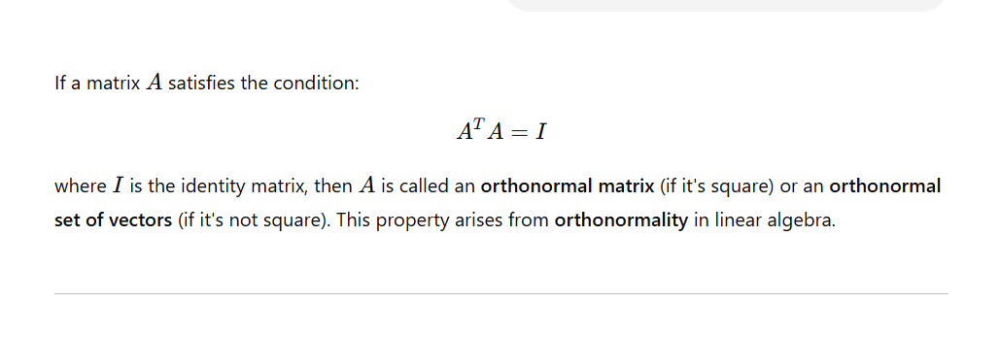 If a matrix A satisfies the condition:
AᵀA = I
where I is the identity matrix, then A is called an orthonormal matrix (if it's square) or an orthonormal
set of vectors (if it's not square). This property arises from orthonormality in linear algebra.